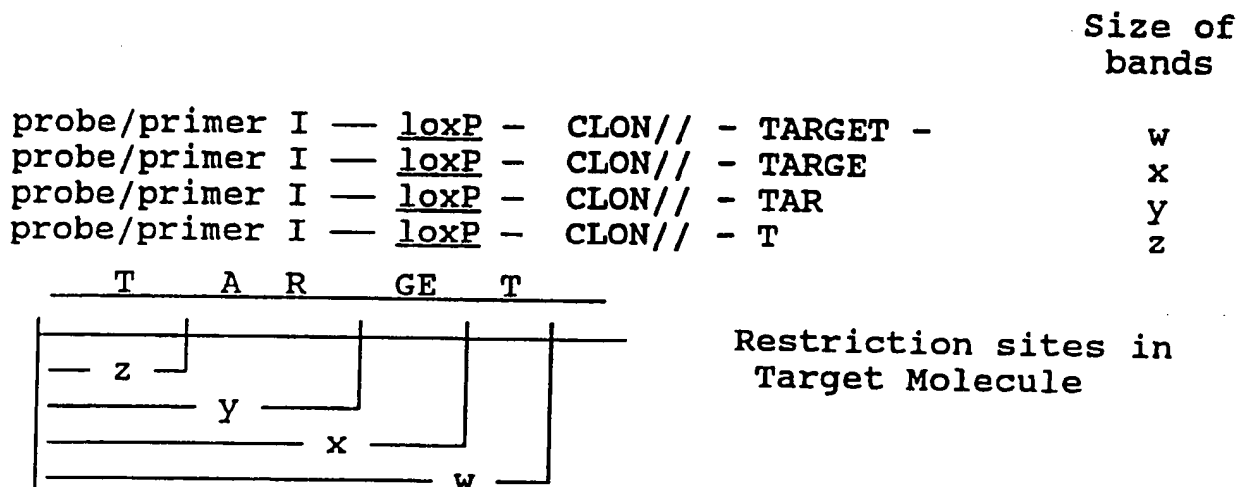 Size of
bands
probe/primer I — loxP - CLON// - TARGET - w
probe/primer I — loxP - CLON// - TARGE x
probe/primer I — loxP - CLON// - TAR y
probe/primer I — loxP - CLON// - T z
T A R GE T
Restriction sites in
Target Molecule
z
y
x
w